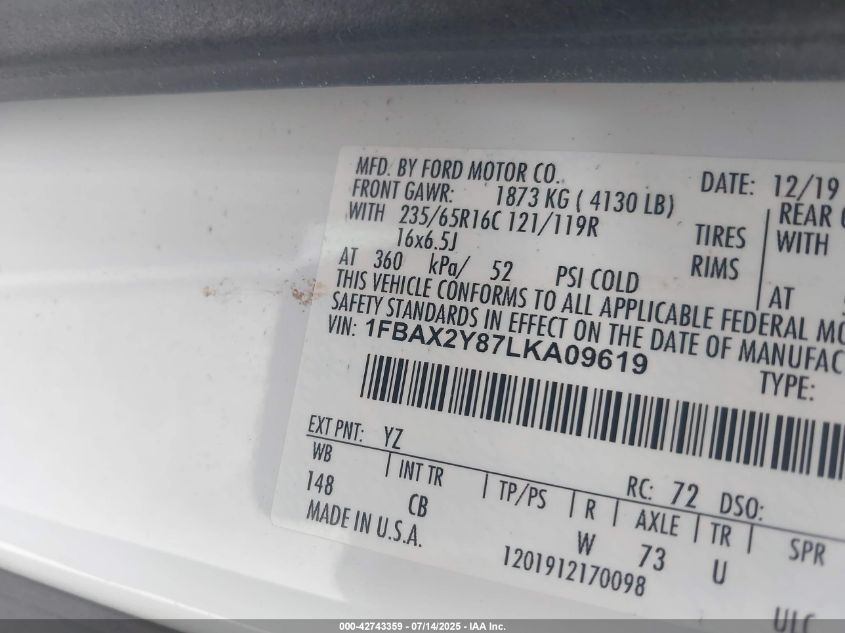 MFD. BY FORD MOTOR CO.. DATE: 12/19
FRONT GAWR: 1873 KG ( 4130 LB) REAR
WITH 235/65R16C 121/119R TIRES WITH
16x6.5J RIMS
AT 360 kPa/ 52 PSI COLD AT
THIS VEHICLE CONFORMS TO ALL APPLICABLE FEDERAL MO
SAFETY STANDARDS IN EFFECT ON THE DATE OF MANUFAC
VIN: 1FBAX2Y87LKA09619
TYPE:
EXT PNT: YZ RC: 72 DSO:
WB INT TR TP/PS R AXLE TR SPR
148 CB W 73 U
MADE IN U.S.A. 1201912170098
000-42743359 - 07/14/2025 - IAA Inc.